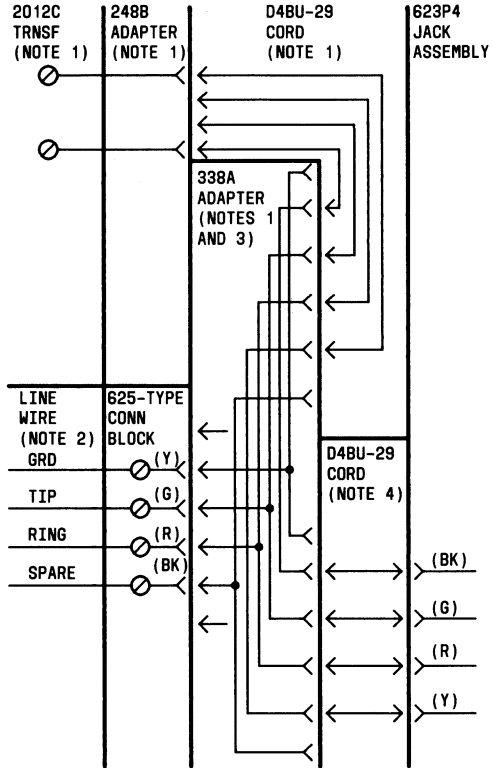 2012C
TRNSF
(NOTE 1)
248B
ADAPTER
(NOTE 1)
D4BU-29
CORD
(NOTE 1)
623P4
JACK
ASSEMBLY
338A
ADAPTER
(NOTES 1
AND 3)
LINE
WIRE
(NOTE 2)
625-TYPE
CONN
BLOCK
GRD
(Y)
TIP
(G)
RING
(R)
SPARE
(BK)
D4BU-29
CORD
(NOTE 4)
(BK)
(G)
(R)
(Y)